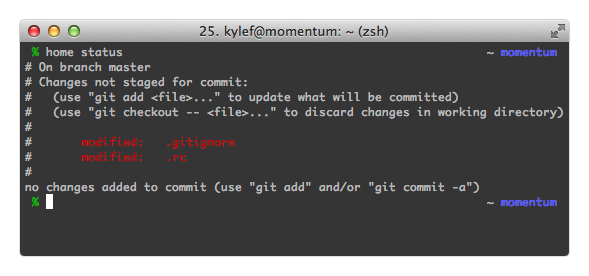 25. kylef@momentum: ~ (zsh)
% home status ~ momentum
# On branch master
# Changes not staged for commit:
#   (use "git add <file>..." to update what will be committed)
#   (use "git checkout -- <file>..." to discard changes in working directory)
#
#       modified:   .gitignore
#       modified:   .rc
#
no changes added to commit (use "git add" and/or "git commit -a")
% ~ momentum